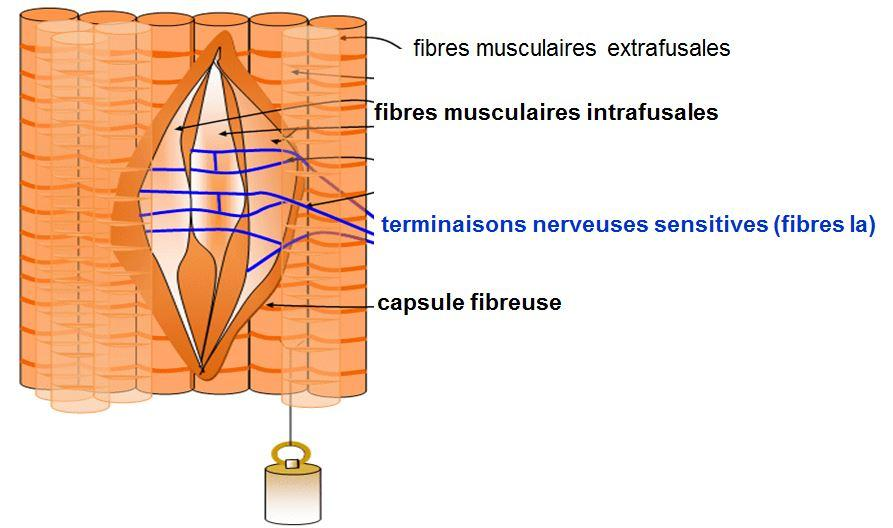 fibres musculaires extrafusales
fibres musculaires intrafusales
terminaisons nerveuses sensitives (fibres Ia)
capsule fibreuse